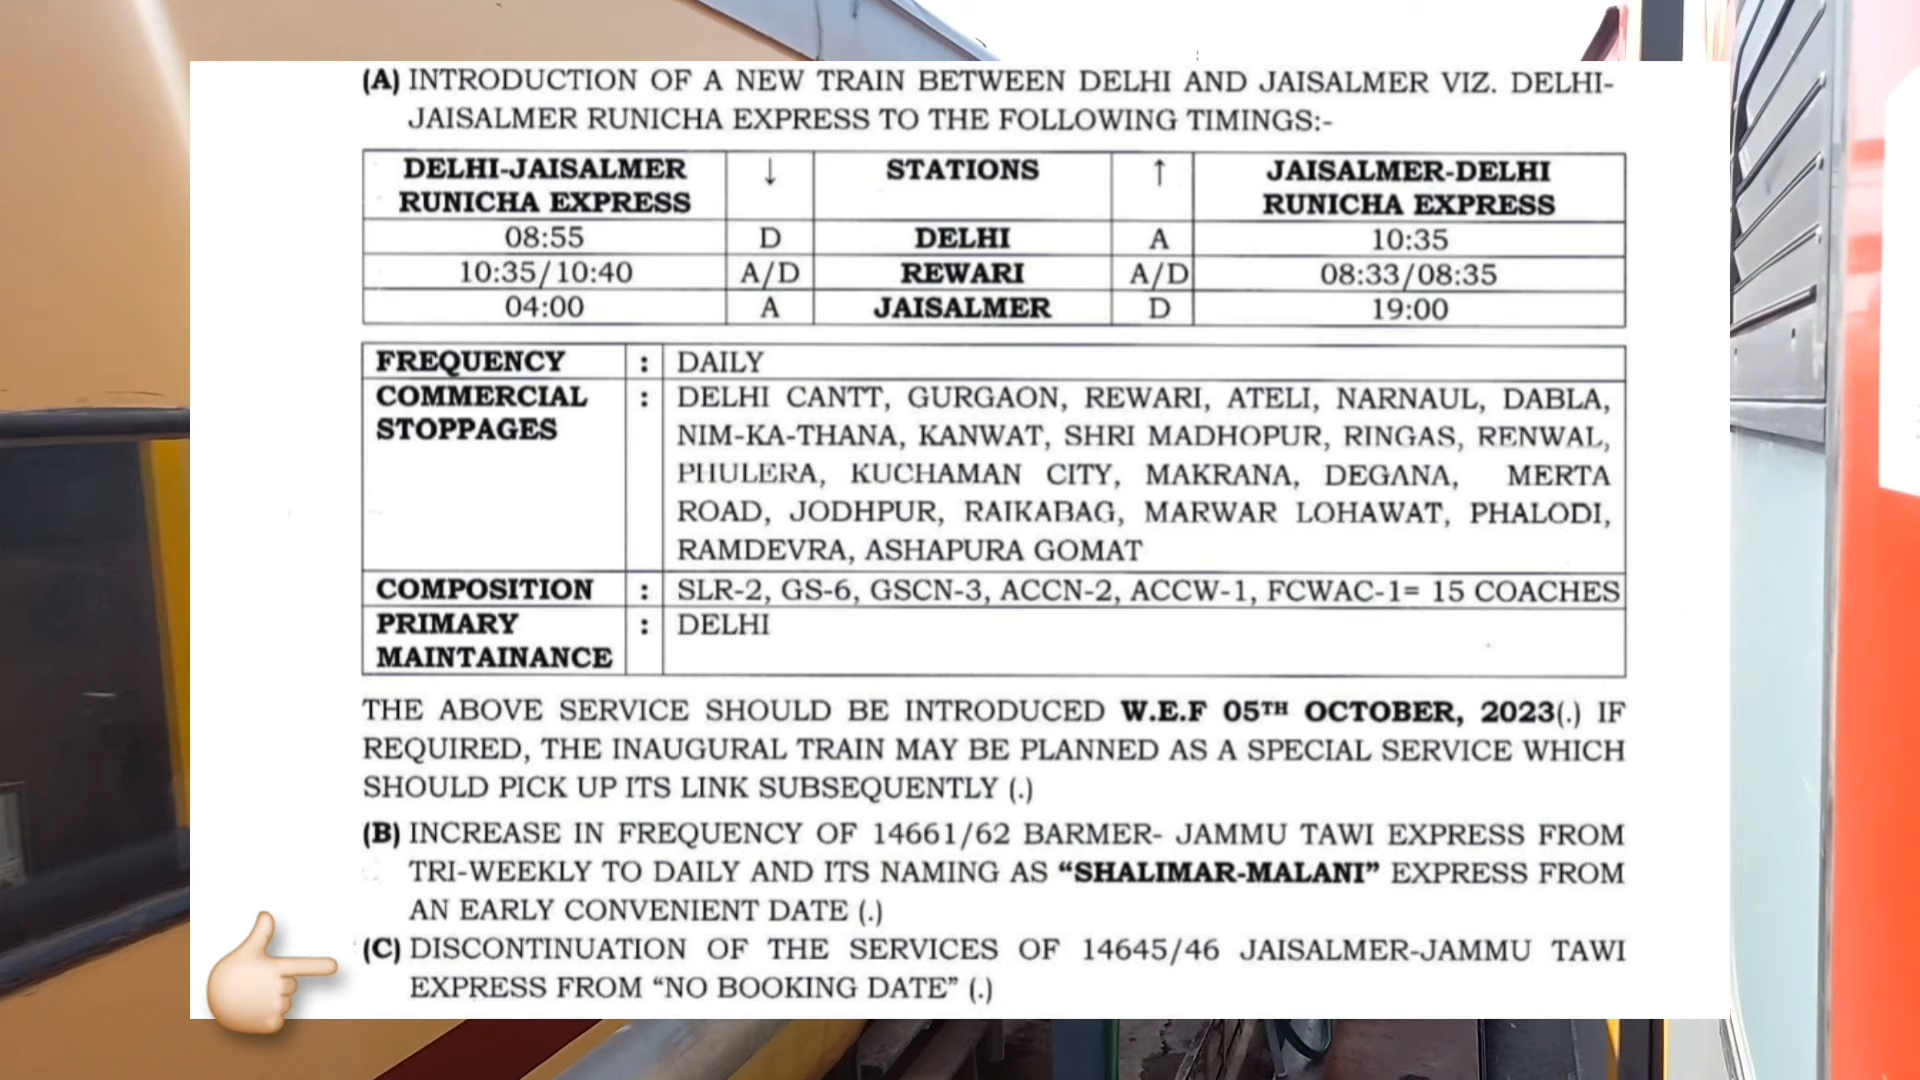 (A) INTRODUCTION OF A NEW TRAIN BETWEEN DELHI AND JAISALMER VIZ. DELHI-
JAISALMER RUNICHA EXPRESS TO THE FOLLOWING TIMINGS:-
DELHI-JAISALMER RUNICHA EXPRESS ↓ STATIONS ↑ JAISALMER-DELHI RUNICHA EXPRESS
08:55 D DELHI A 10:35
10:35/10:40 A/D REWARI A/D 08:33/08:35
04:00 A JAISALMER D 19:00
FREQUENCY : DAILY
COMMERCIAL STOPPAGES : DELHI CANTT, GURGAON, REWARI, ATELI, NARNAUL, DABLA,
NIM-KA-THANA, KANWAT, SHRI MADHOPUR, RINGAS, RENWAL,
PHULERA, KUCHAMAN CITY, MAKRANA, DEGANA, MERTA
ROAD, JODHPUR, RAIKABAG, MARWAR LOHAWAT, PHALODI,
RAMDEVRA, ASHAPURA GOMAT
COMPOSITION : SLR-2, GS-6, GSCN-3, ACCN-2, ACCW-1, FCWAC-1= 15 COACHES
PRIMARY MAINTAINANCE : DELHI
THE ABOVE SERVICE SHOULD BE INTRODUCED W.E.F 05TH OCTOBER, 2023(.) IF
REQUIRED, THE INAUGURAL TRAIN MAY BE PLANNED AS A SPECIAL SERVICE WHICH
SHOULD PICK UP ITS LINK SUBSEQUENTLY (.)
(B) INCREASE IN FREQUENCY OF 14661/62 BARMER- JAMMU TAWI EXPRESS FROM
TRI-WEEKLY TO DAILY AND ITS NAMING AS “SHALIMAR-MALANI” EXPRESS FROM
AN EARLY CONVENIENT DATE (.)
(C) DISCONTINUATION OF THE SERVICES OF 14645/46 JAISALMER-JAMMU TAWI
EXPRESS FROM “NO BOOKING DATE” (.)